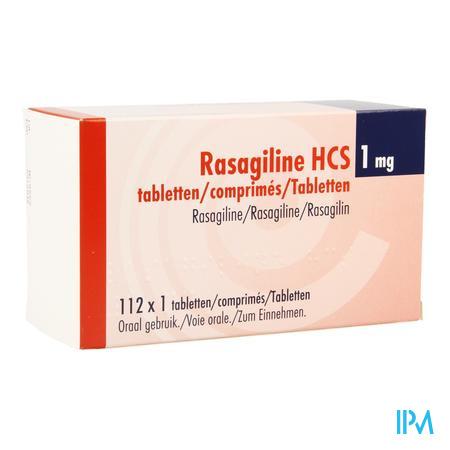 Rasagiline HCS 1 mg
tabletten/comprimés/Tabletten
Rasagiline/Rasagiline/Rasagilin
112 x 1 tabletten/comprimés/Tabletten
Oraal gebruik./Voie orale./Zum Einnehmen.
IPM